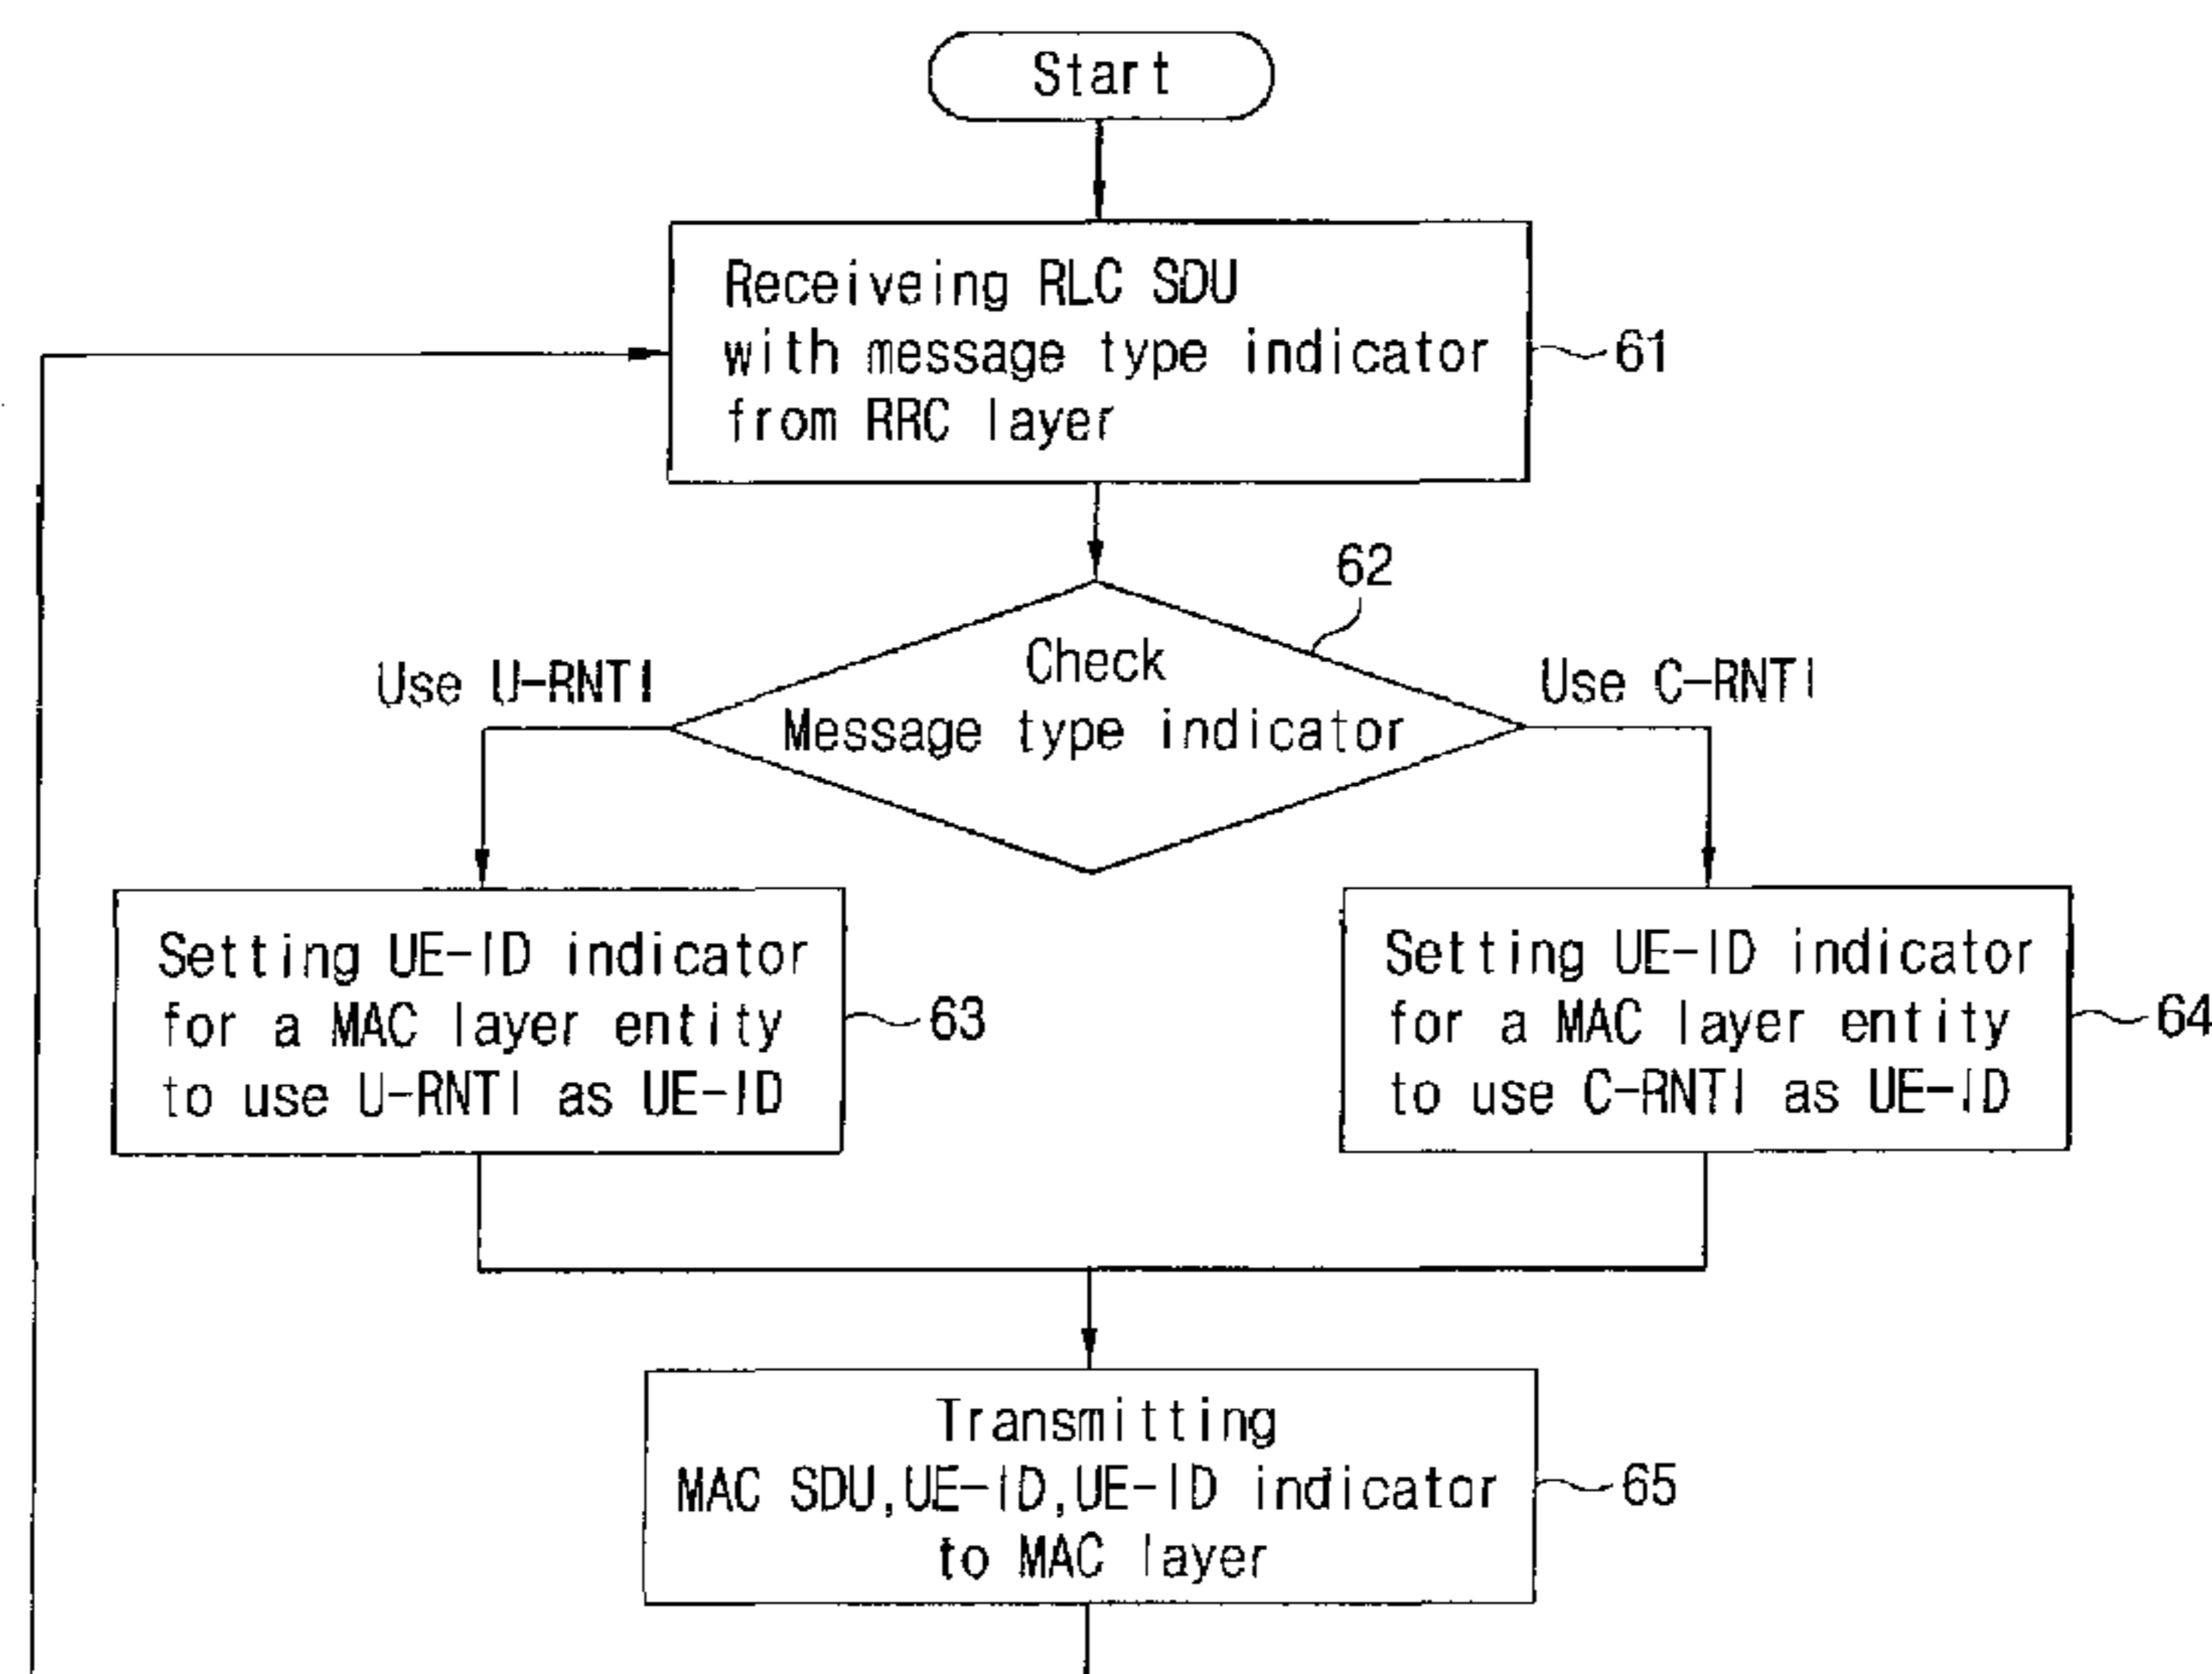 Start
Receiveing RLC SDU
with message type indicator
from RRC layer
61
62
Check
Message type indicator
Use U-RNTI
Use C-RNTI
Setting UE-ID indicator
for a MAC layer entity
to use U-RNTI as UE-ID
63
Setting UE-ID indicator
for a MAC layer entity
to use C-RNTI as UE-ID
64
Transmitting
MAC SDU,UE-ID,UE-ID indicator
to MAC layer
65